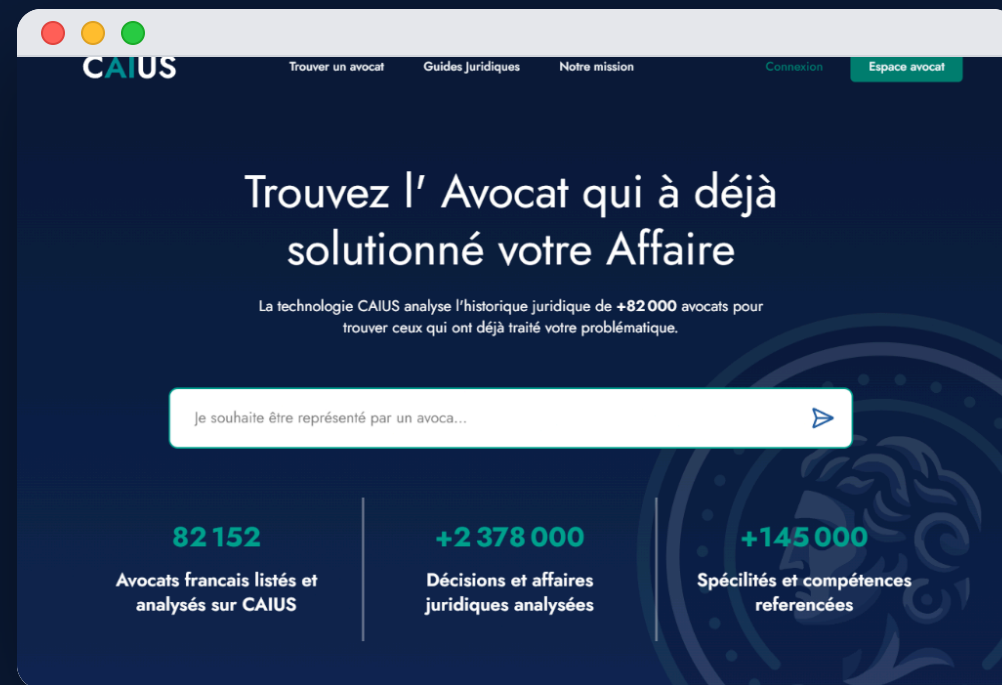 CAIUS
Trouver un avocat
Guides Juridiques
Notre mission
Connexion
Espace avocat
Trouvez l' Avocat qui à déjà
solutionné votre Affaire
La technologie CAIUS analyse l'historique juridique de +82 000 avocats pour
trouver ceux qui ont déjà traité votre problématique.
Je souhaite être représenté par un avoca...
82 152
Avocats francais listés et
analysés sur CAIUS
+2 378 000
Décisions et affaires
juridiques analysées
+145 000
Spécilités et compétences
referencées